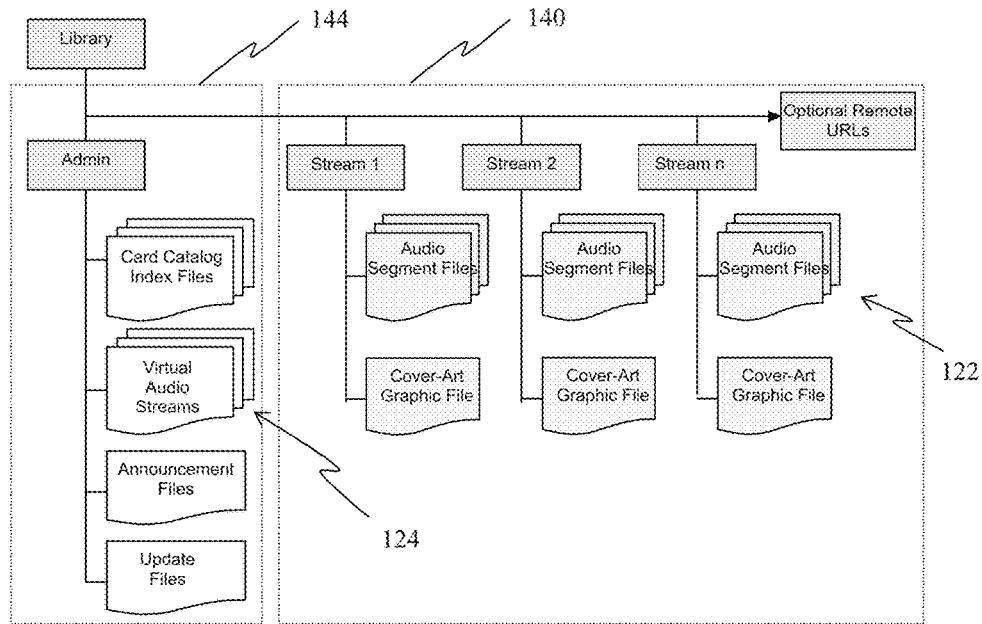 144
140
Library
Optional Remote
URLs
Admin
Stream 1
Stream 2
Stream n
Card Catalog
Index Files
Audio
Segment Files
Audio
Segment Files
Audio
Segment Files
Virtual
Audio
Streams
Cover-Art
Graphic File
Cover-Art
Graphic File
Cover-Art
Graphic File
122
Announcement
Files
124
Update
Files